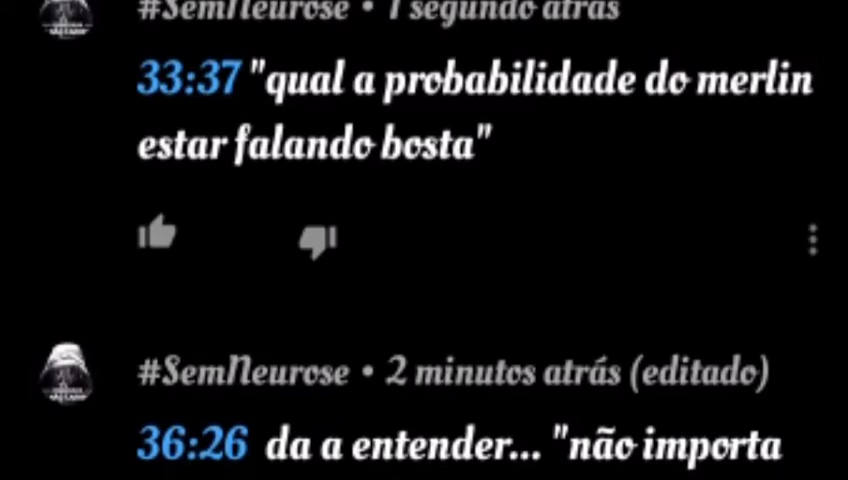 #SemNeurose • 1 segundo atrás
33:37 "qual a probabilidade do merlin
estar falando bosta"
#SemNeurose • 2 minutos atrás (editado)
36:26 da a entender... "não importa